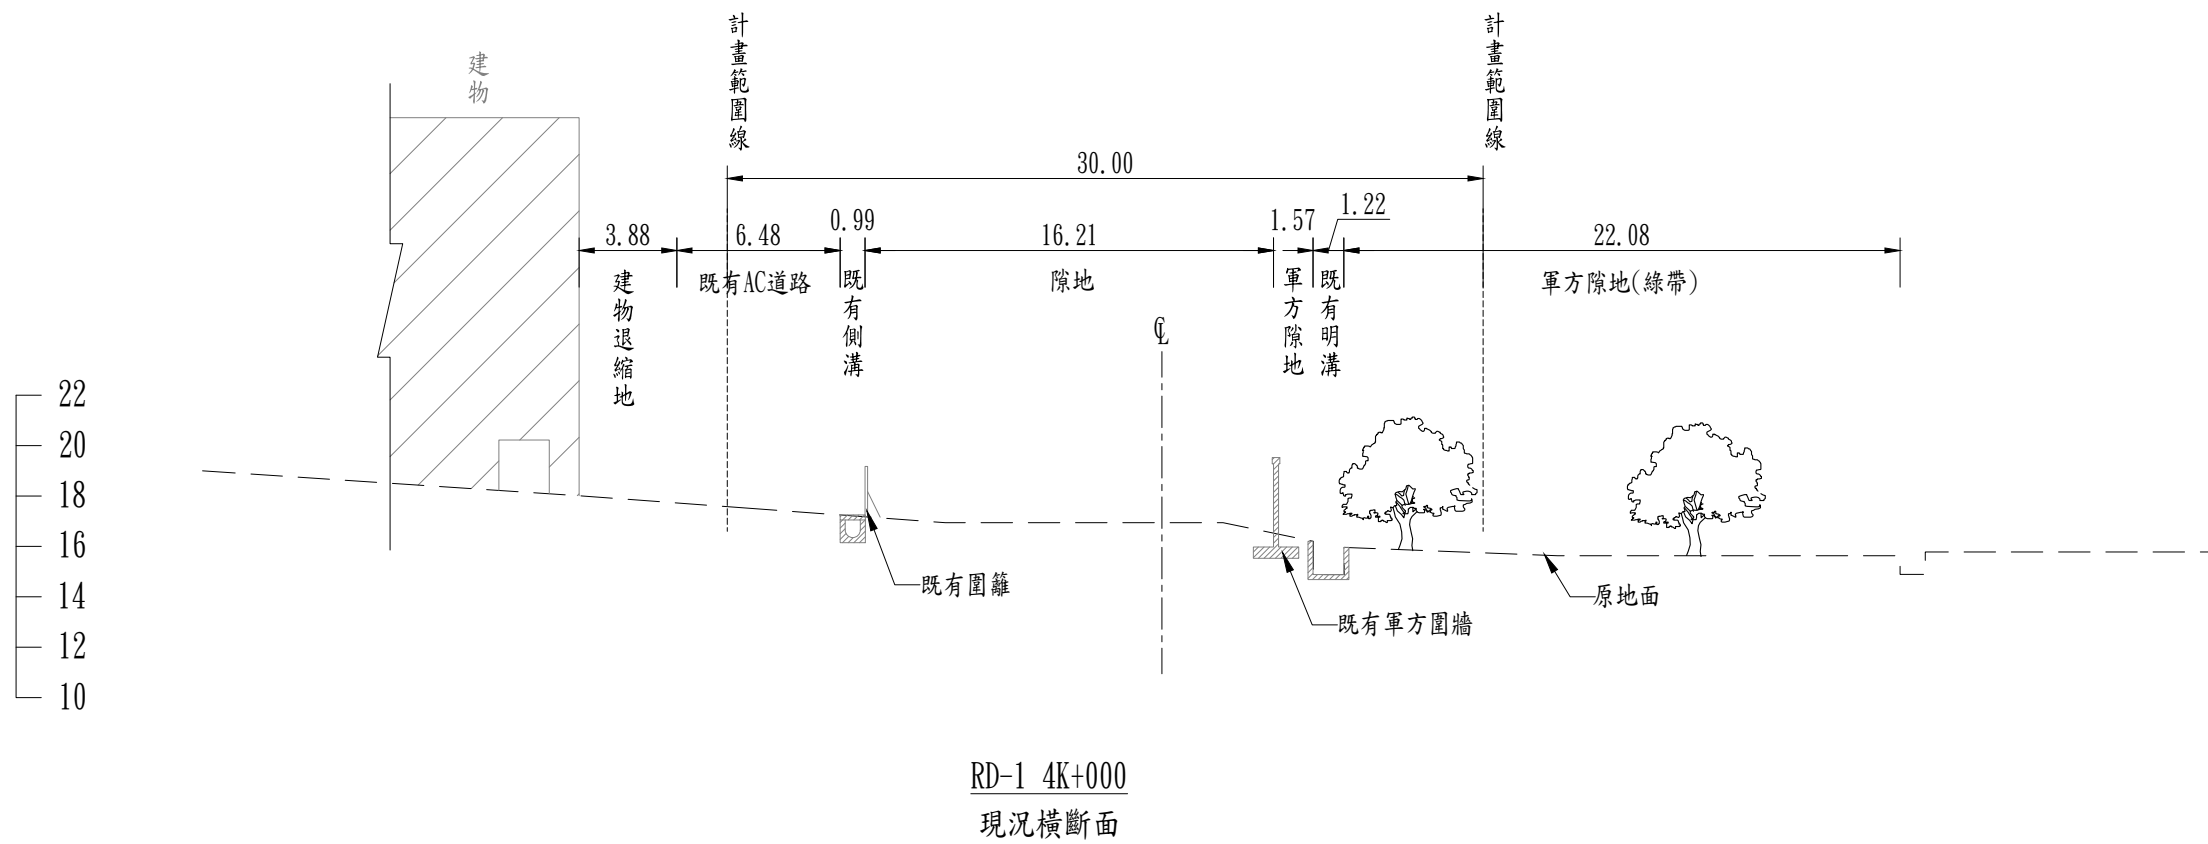 建物
計畫範圍線
計畫範圍線
30.00
3.88
6.48
0.99
16.21
1.57
1.22
22.08
建物退縮地
既有AC道路
既有側溝
隙地
軍方隙地
既有明溝
軍方隙地(綠帶)
℄
22
20
18
16
14
12
10
既有圍籬
既有軍方圍牆
原地面
RD-1 4K+000
現況橫斷面